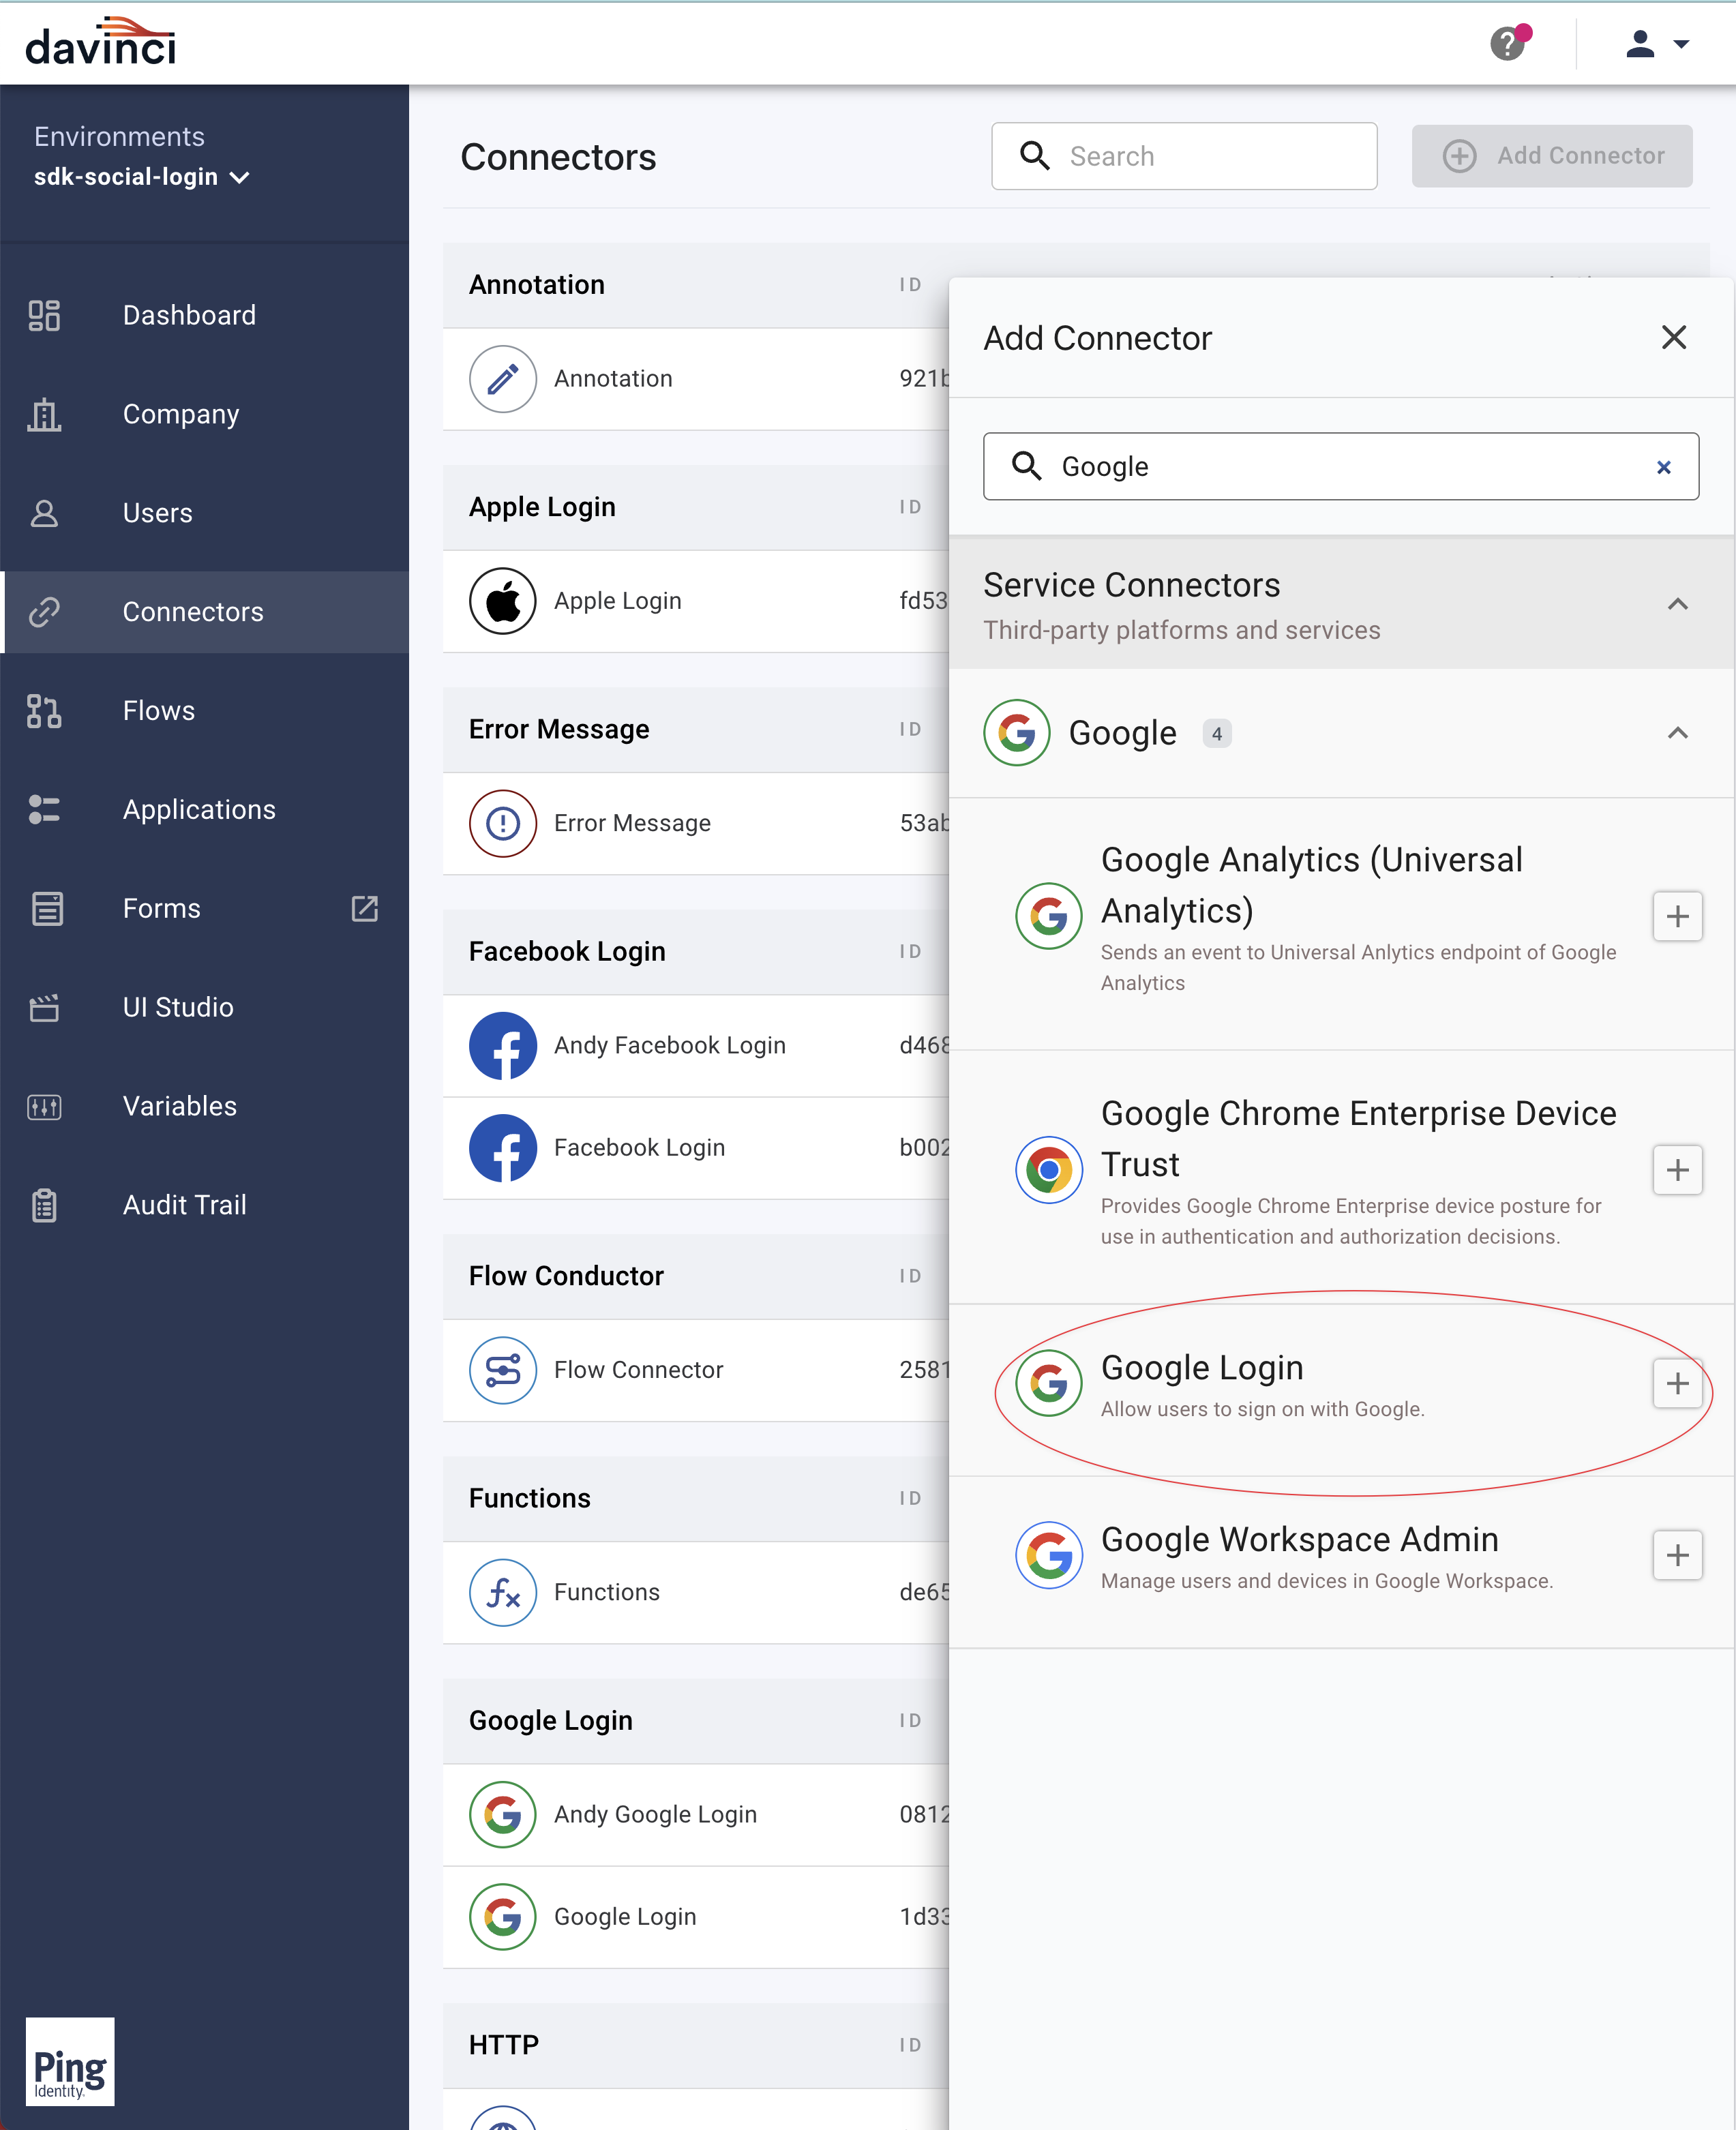 davinci
Environments
sdk-social-login
Dashboard
Company
Users
Connectors
Flows
Applications
Forms
UI Studio
Variables
Audit Trail
Ping
Identity.
Connectors
Search
Add Connector
Annotation ID
Annotation 921b
Apple Login ID
Apple Login fd53
Error Message ID
Error Message 53ab
Facebook Login ID
Andy Facebook Login d468
Facebook Login b002
Flow Conductor ID
Flow Connector 2581
Functions ID
Functions de65
Google Login ID
Andy Google Login 0812
Google Login 1d33
HTTP ID
Add Connector
Google
Service Connectors
Third-party platforms and services
Google 4
Google Analytics (Universal
Analytics)
Sends an event to Universal Anlytics endpoint of Google
Analytics
Google Chrome Enterprise Device
Trust
Provides Google Chrome Enterprise device posture for
use in authentication and authorization decisions.
Google Login
Allow users to sign on with Google.
Google Workspace Admin
Manage users and devices in Google Workspace.